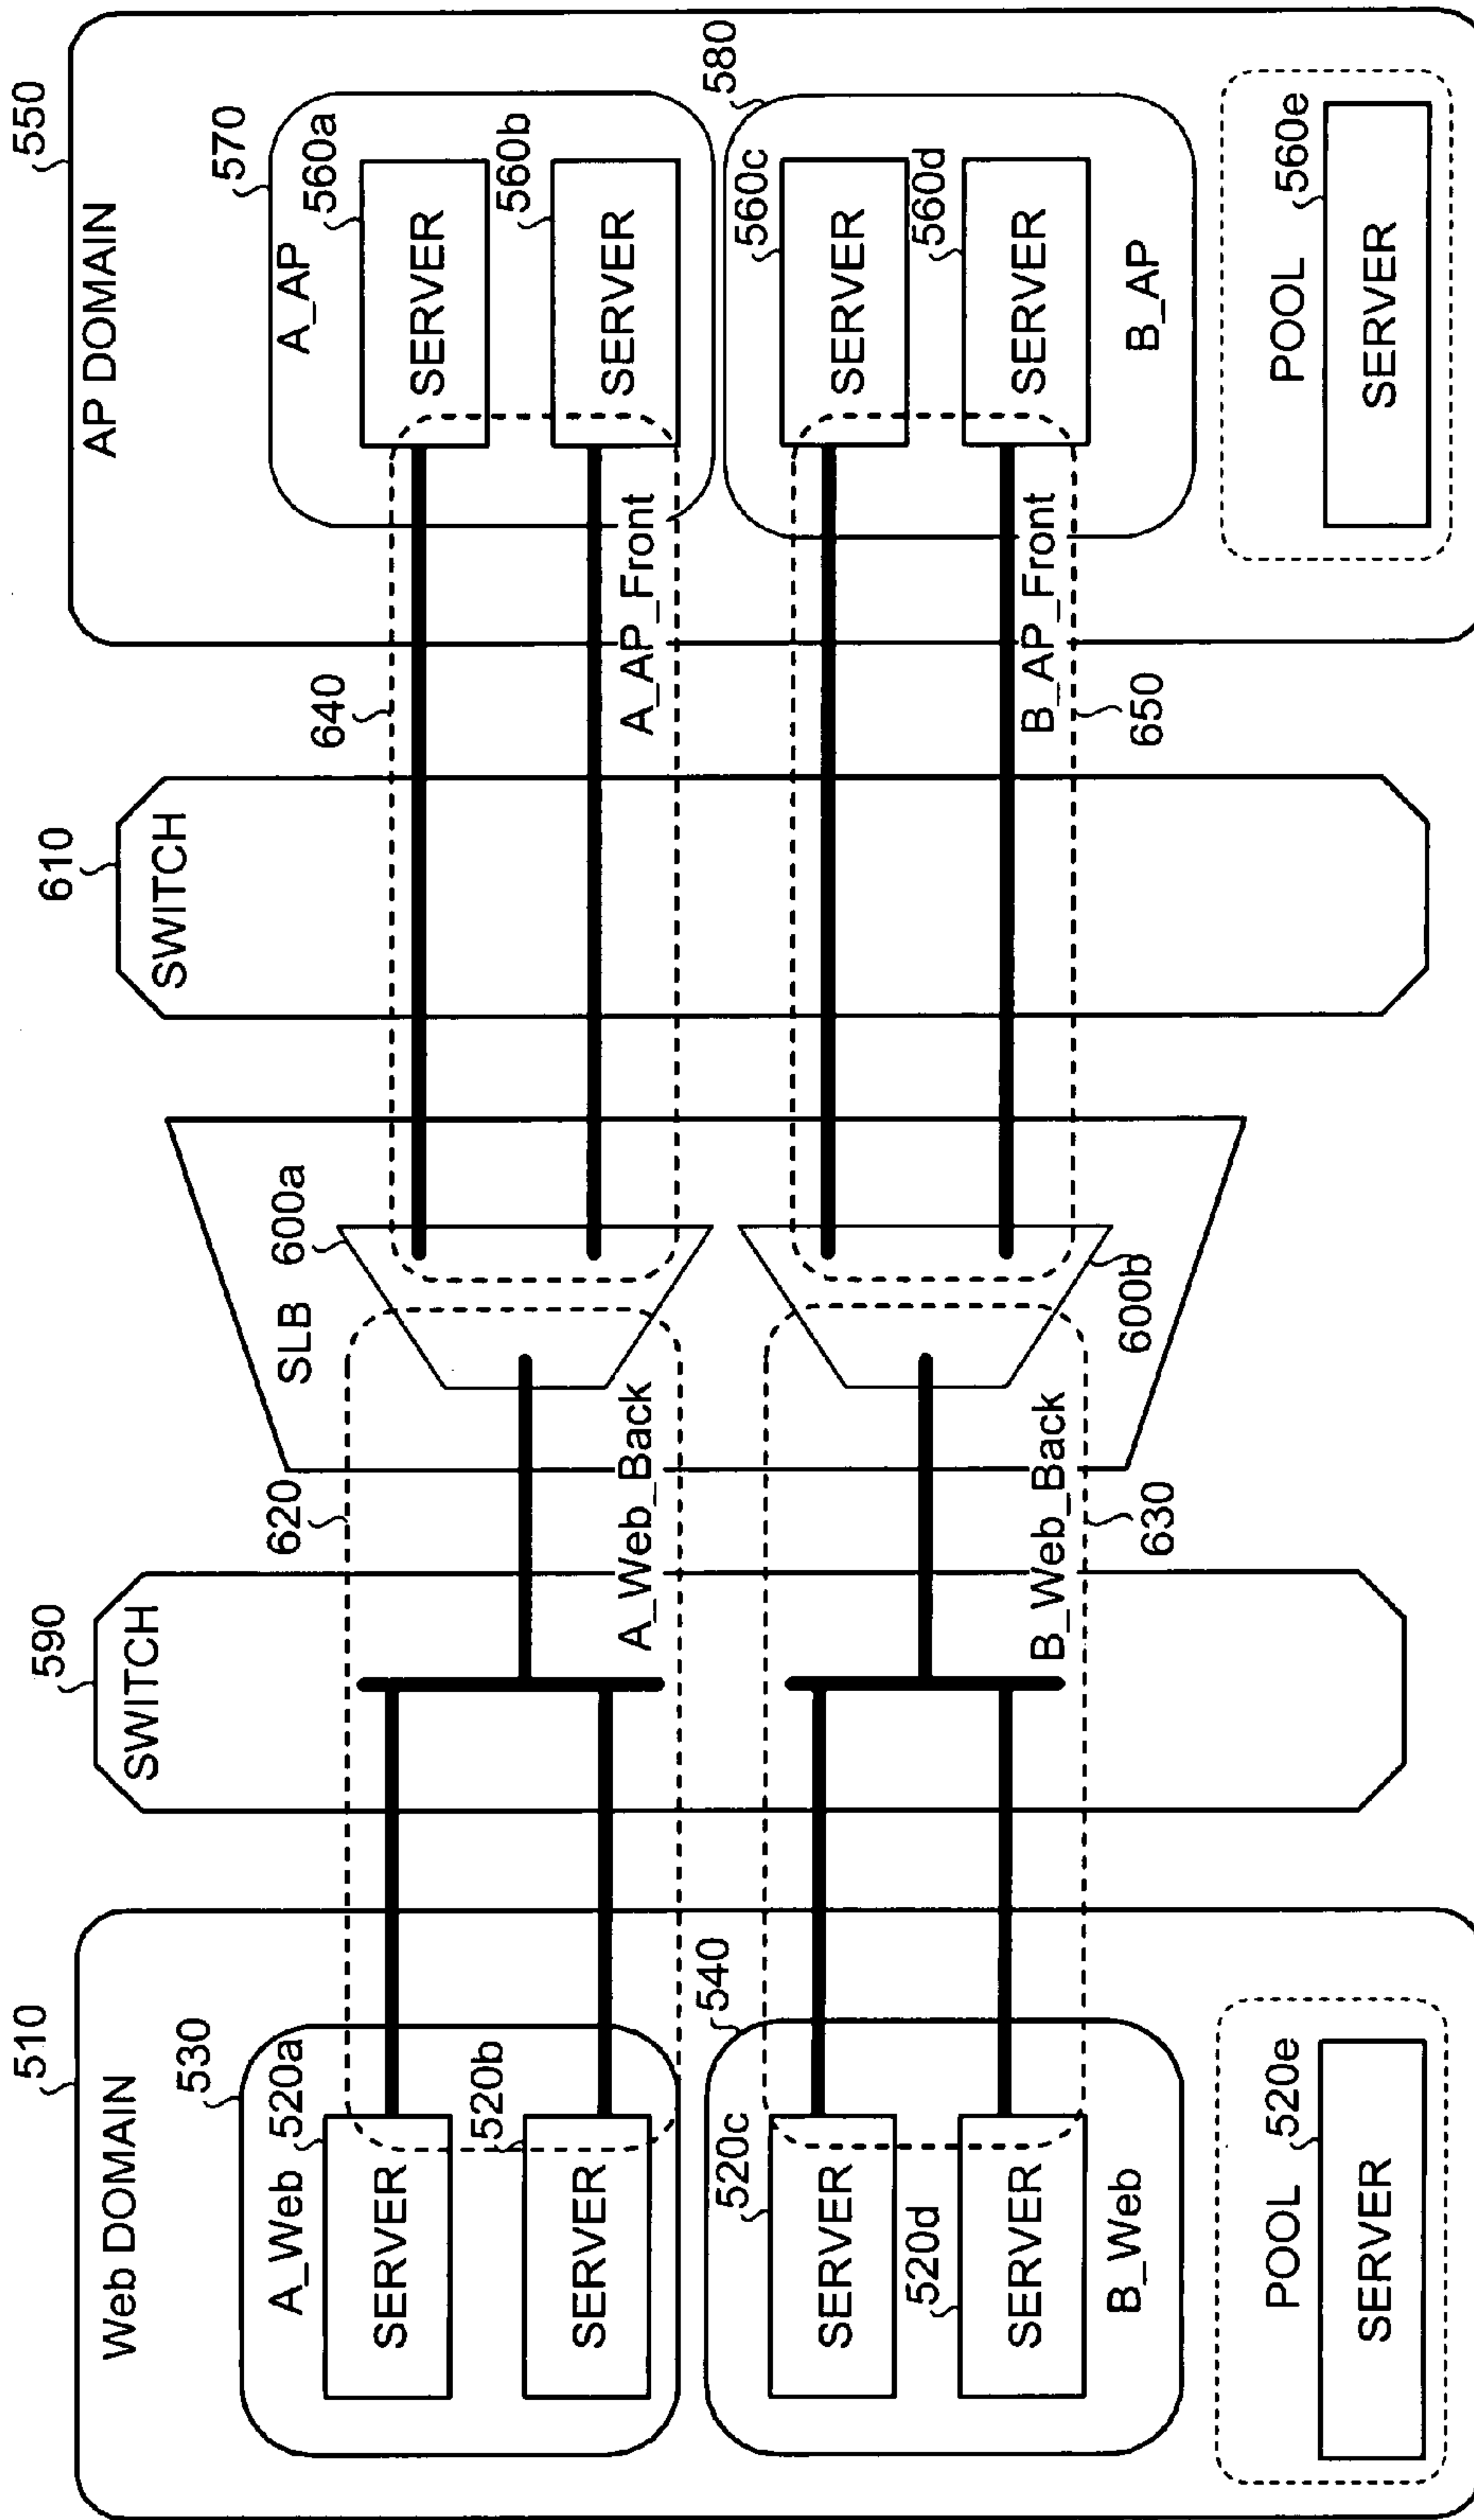 510
Web DOMAIN
530
A_Web
520a
SERVER
520b
SERVER
540
520c
SERVER
520d
SERVER
B_Web
POOL
520e
SERVER
590
SWITCH
620
A_Web_Back
B_Web_Back
630
SLB
600a
600b
610
SWITCH
640
A_AP_Front
B_AP_Front
650
550
AP DOMAIN
570
A_AP
560a
SERVER
560b
SERVER
580
560c
SERVER
560d
SERVER
B_AP
POOL
560e
SERVER